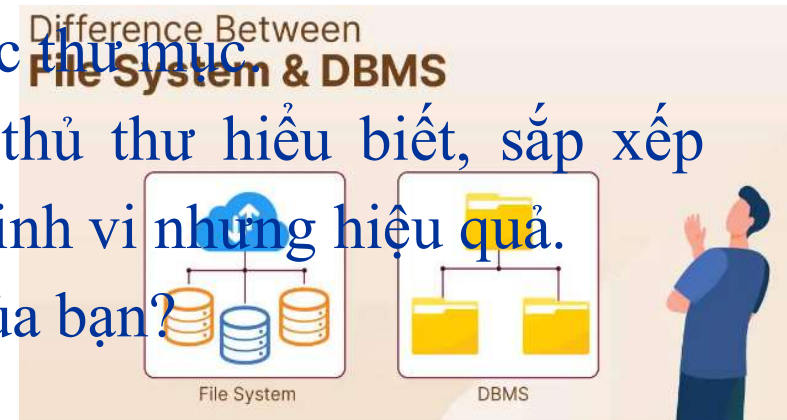 Difference Between
c thư mục.
File System & DBMS
thủ thư hiểu biết, sắp xếp
inh vi nhưng hiệu quả.
ủa bạn?
File System
DBMS